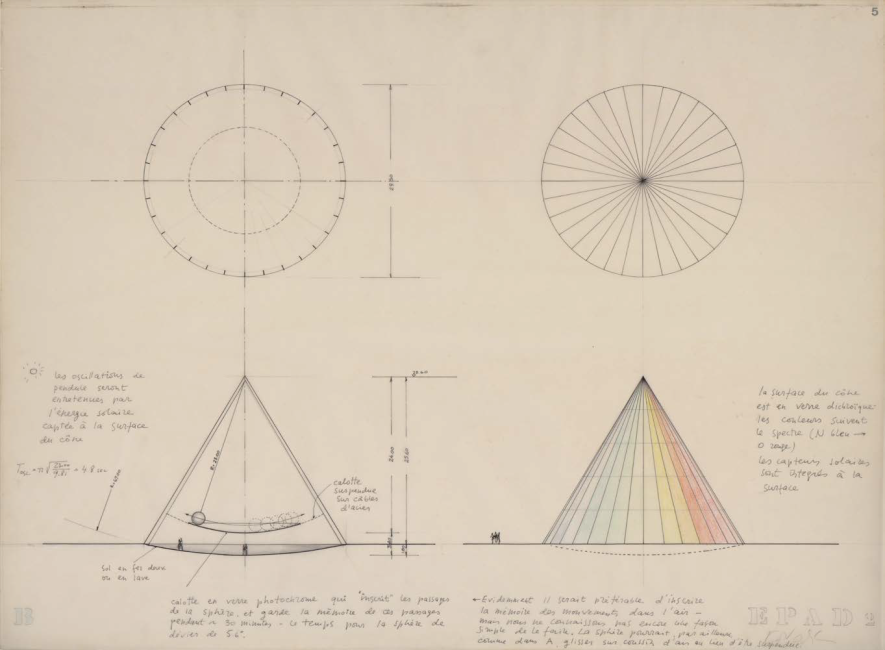 5
les oscilations du
pendule seront
entretenues par
l'énergie solaire
captée à la surface
du cône
calotte
suspendue
sur câbles
d'acier
sol en
ou en lave
la surface du cône
est en verre dichroïque
les couleurs suivent
le spectre (N bleu →
O rouge)
les capteurs solaires
sont intégrés à la
surface
calotte en verre photochrome qui "inscrit" les passages
de la sphère, et garde la mémoire de ces passages
pendant ~ 30 minutes - le temps pour la sphère de
dévier de 5.6°.
← Evidemment il serait préférable d'inscrire
la mémoire des mouvements dans l'air -
mais nous ne connaissons pas encore une façon
simple de le faire. La sphère pourrait, par ailleurs
comme dans A, glisser sur coussin d'air au lieu d'être suspendue.
B
EPAD 2